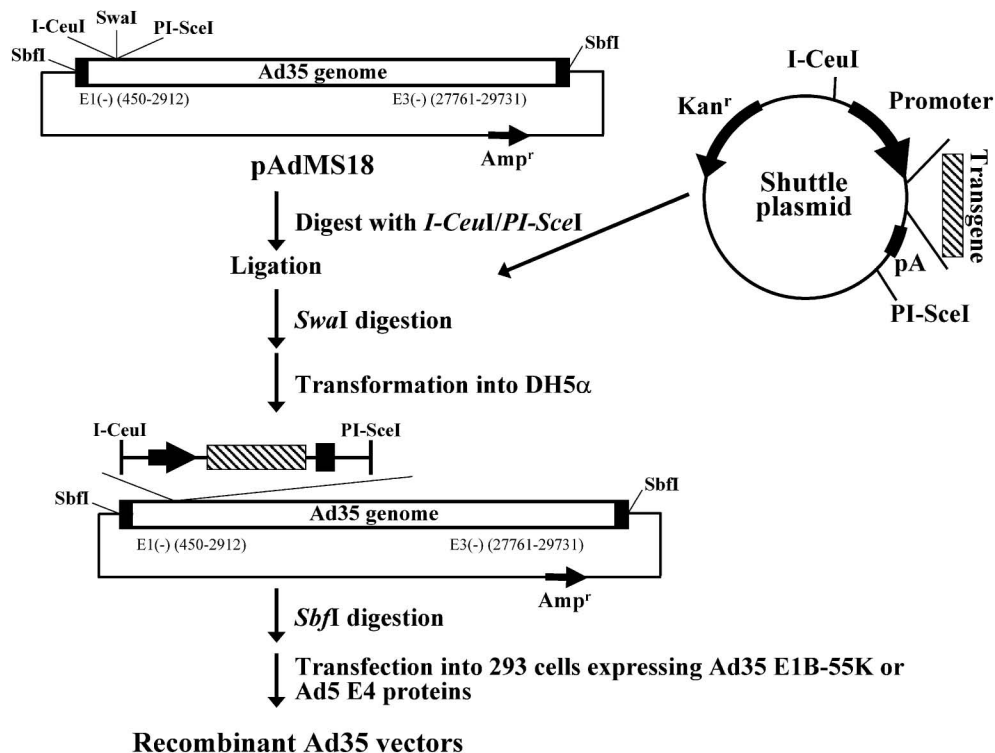 I-CeuI
SwaI
PI-SceI
SbfI
SbfI
Ad35 genome
E1(-) (450-2912)
E3(-) (27761-29731)
Ampʳ
pAdMS18
I-CeuI
Kanʳ
Promoter
Shuttle
plasmid
Transgene
pA
PI-SceI
Digest with I-CeuI/PI-SceI
Ligation
SwaI digestion
Transformation into DH5α
I-CeuI
PI-SceI
SbfI
SbfI
Ad35 genome
E1(-) (450-2912)
E3(-) (27761-29731)
Ampʳ
SbfI digestion
Transfection into 293 cells expressing Ad35 E1B-55K or
Ad5 E4 proteins
Recombinant Ad35 vectors